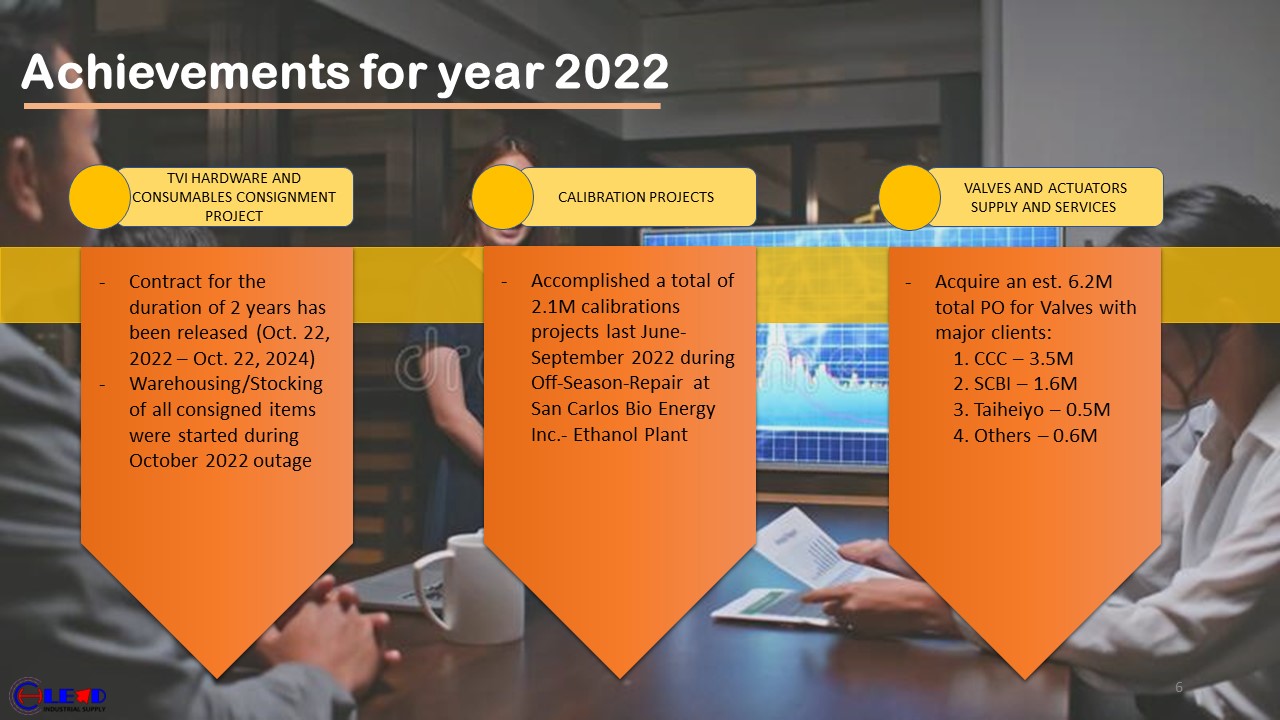 Achievements for year 2022
TVI HARDWARE AND
CONSUMABLES CONSIGNMENT
PROJECT
- Contract for the
duration of 2 years has
been released (Oct. 22,
2022 – Oct. 22, 2024)
- Warehousing/Stocking
of all consigned items
were started during
October 2022 outage
CALIBRATION PROJECTS
- Accomplished a total of
2.1M calibrations
projects last June-
September 2022 during
Off-Season-Repair at
San Carlos Bio Energy
Inc.- Ethanol Plant
VALVES AND ACTUATORS
SUPPLY AND SERVICES
- Acquire an est. 6.2M
total PO for Valves with
major clients:
1. CCC – 3.5M
2. SCBI – 1.6M
3. Taiheiyo – 0.5M
4. Others – 0.6M
LEAD
INDUSTRIAL SUPPLY
6